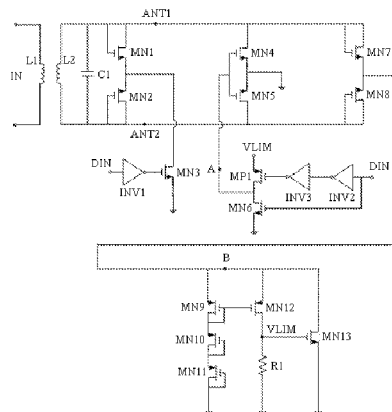 ANT1
MN1
MN4
MN7
L1
L2
C1
IN
MN2
MN5
MN8
ANT2
VLIM
DIN
MN3
A
MP1
DIN
INV1
INV3
INV2
MN6
B
MN9
MN12
MN10
VLIM
MN13
MN11
R1